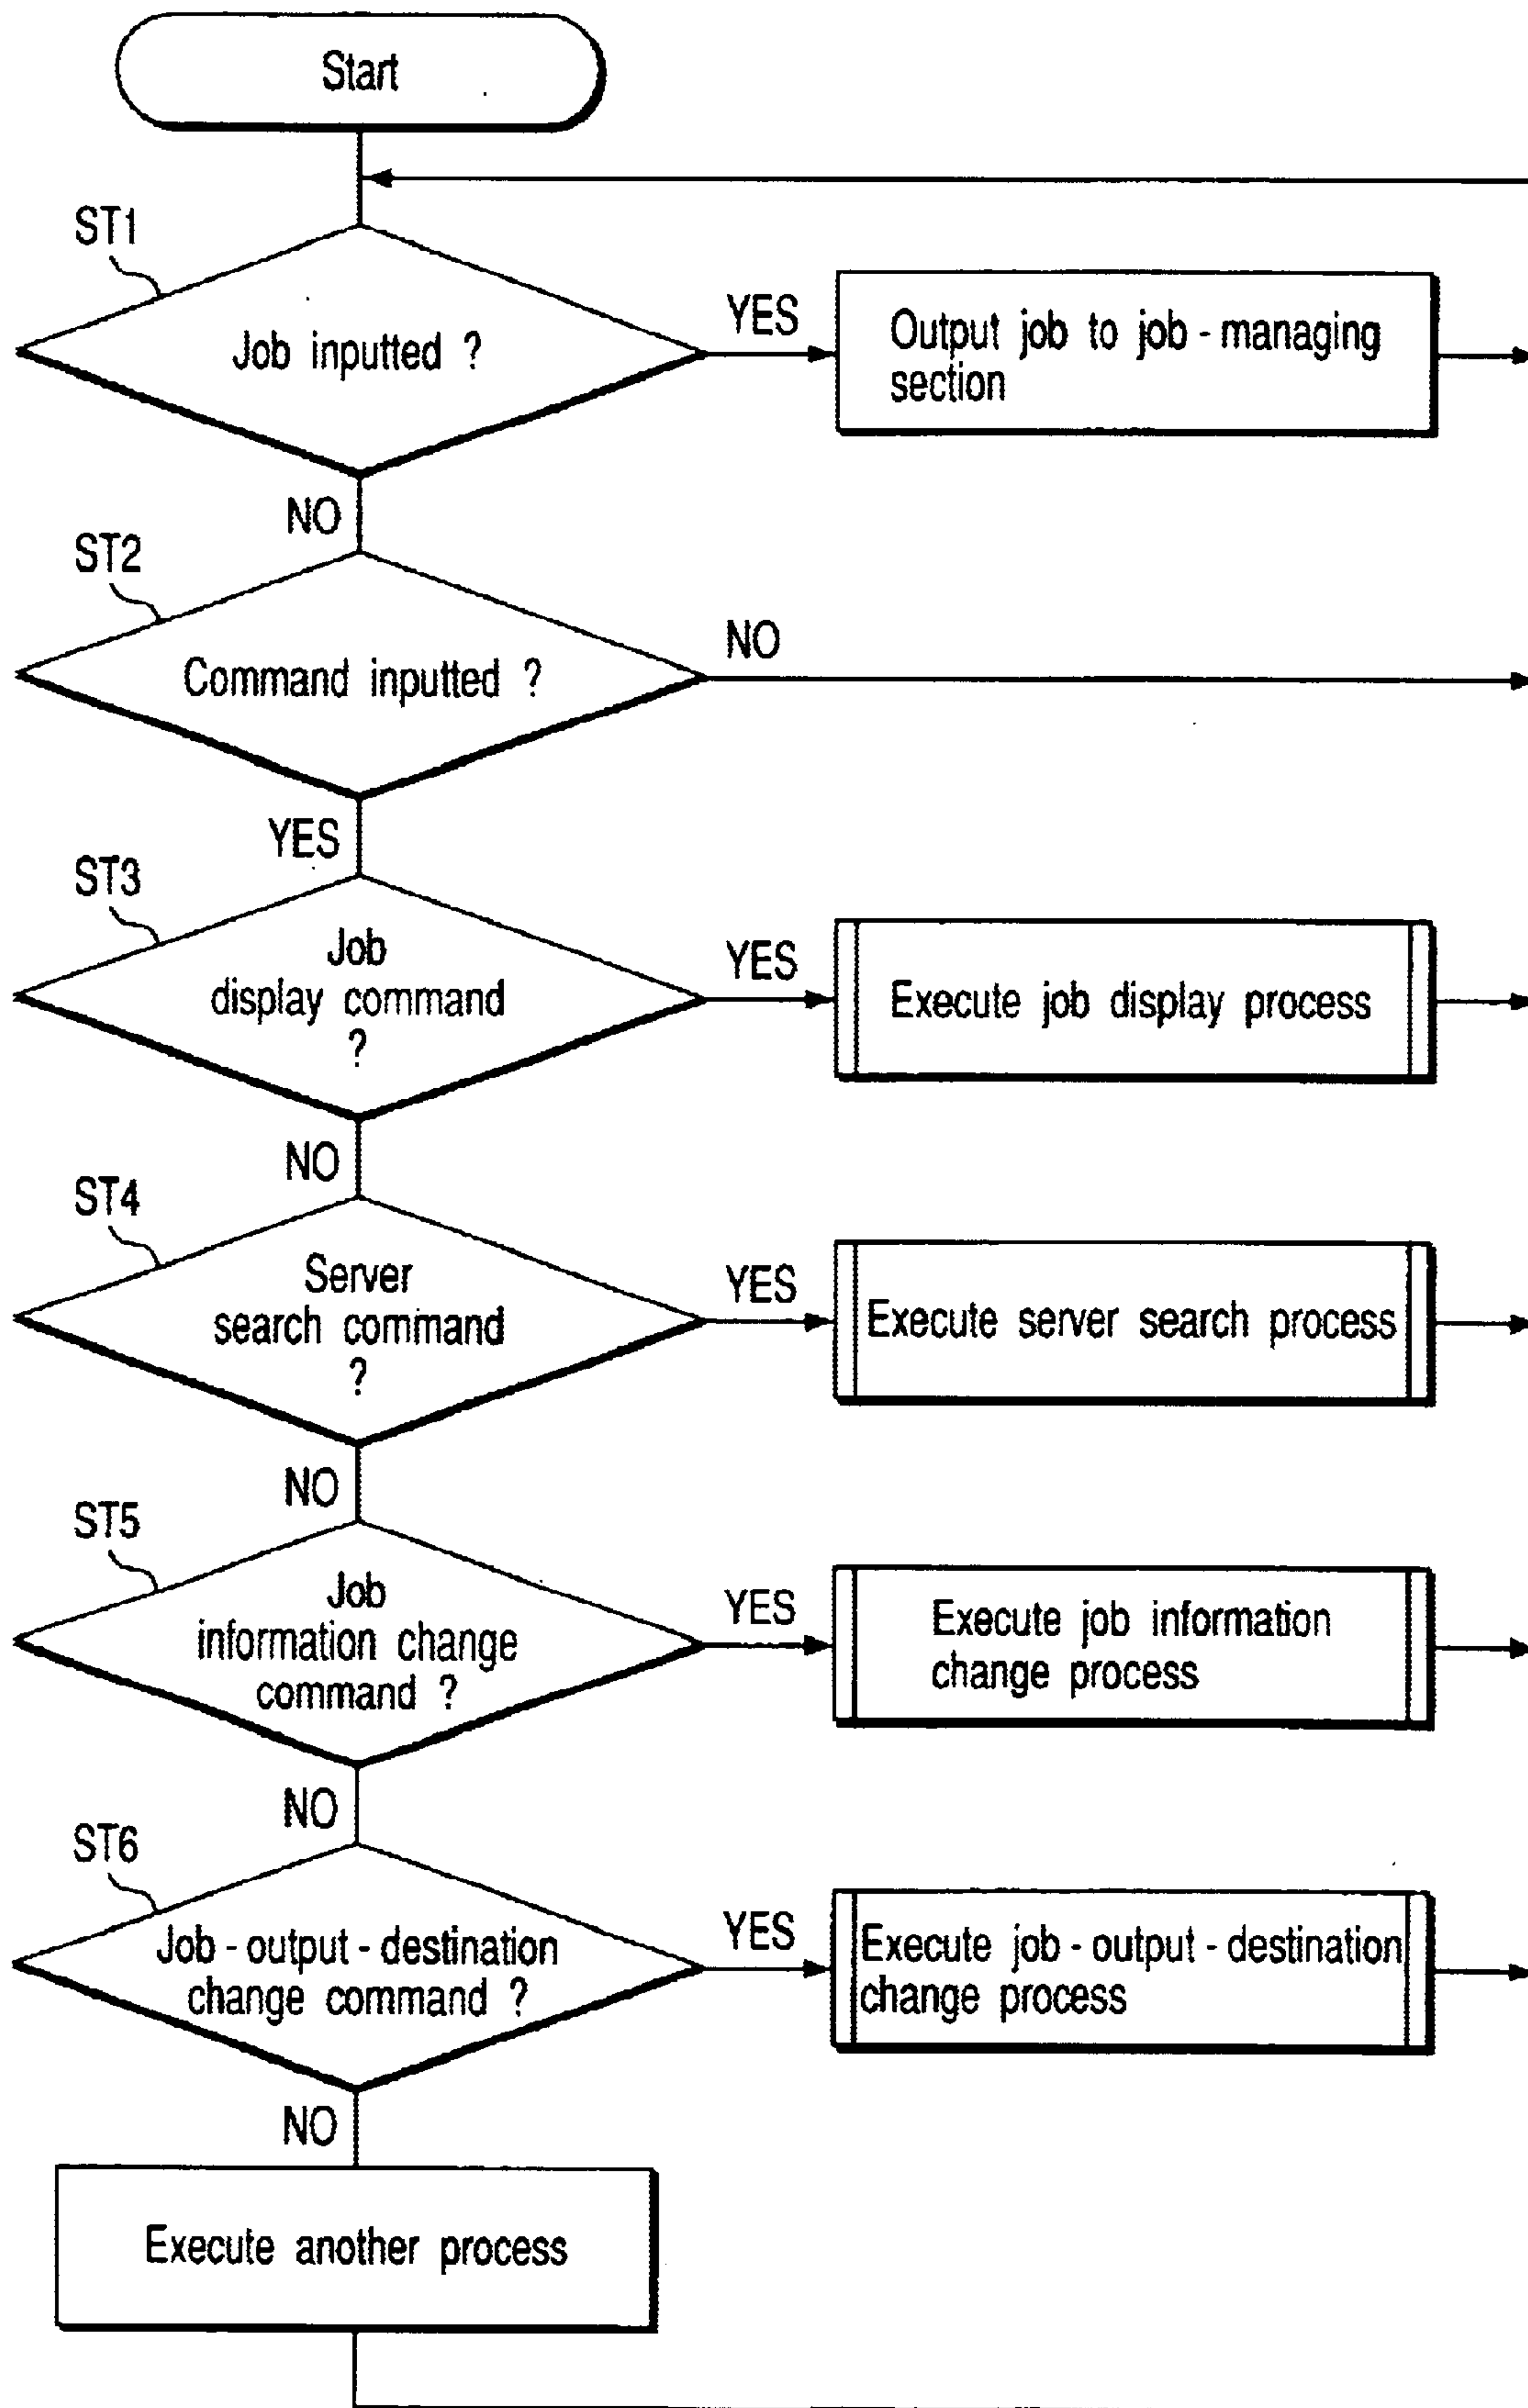 Start
ST1
Job inputted ?
YES
Output job to job - managing
section
NO
ST2
Command inputted ?
NO
YES
ST3
Job
display command
?
YES
Execute job display process
NO
ST4
Server
search command
?
YES
Execute server search process
NO
ST5
Job
information change
command ?
YES
Execute job information
change process
NO
ST6
Job - output - destination
change command ?
YES
Execute job - output - destination
change process
NO
Execute another process